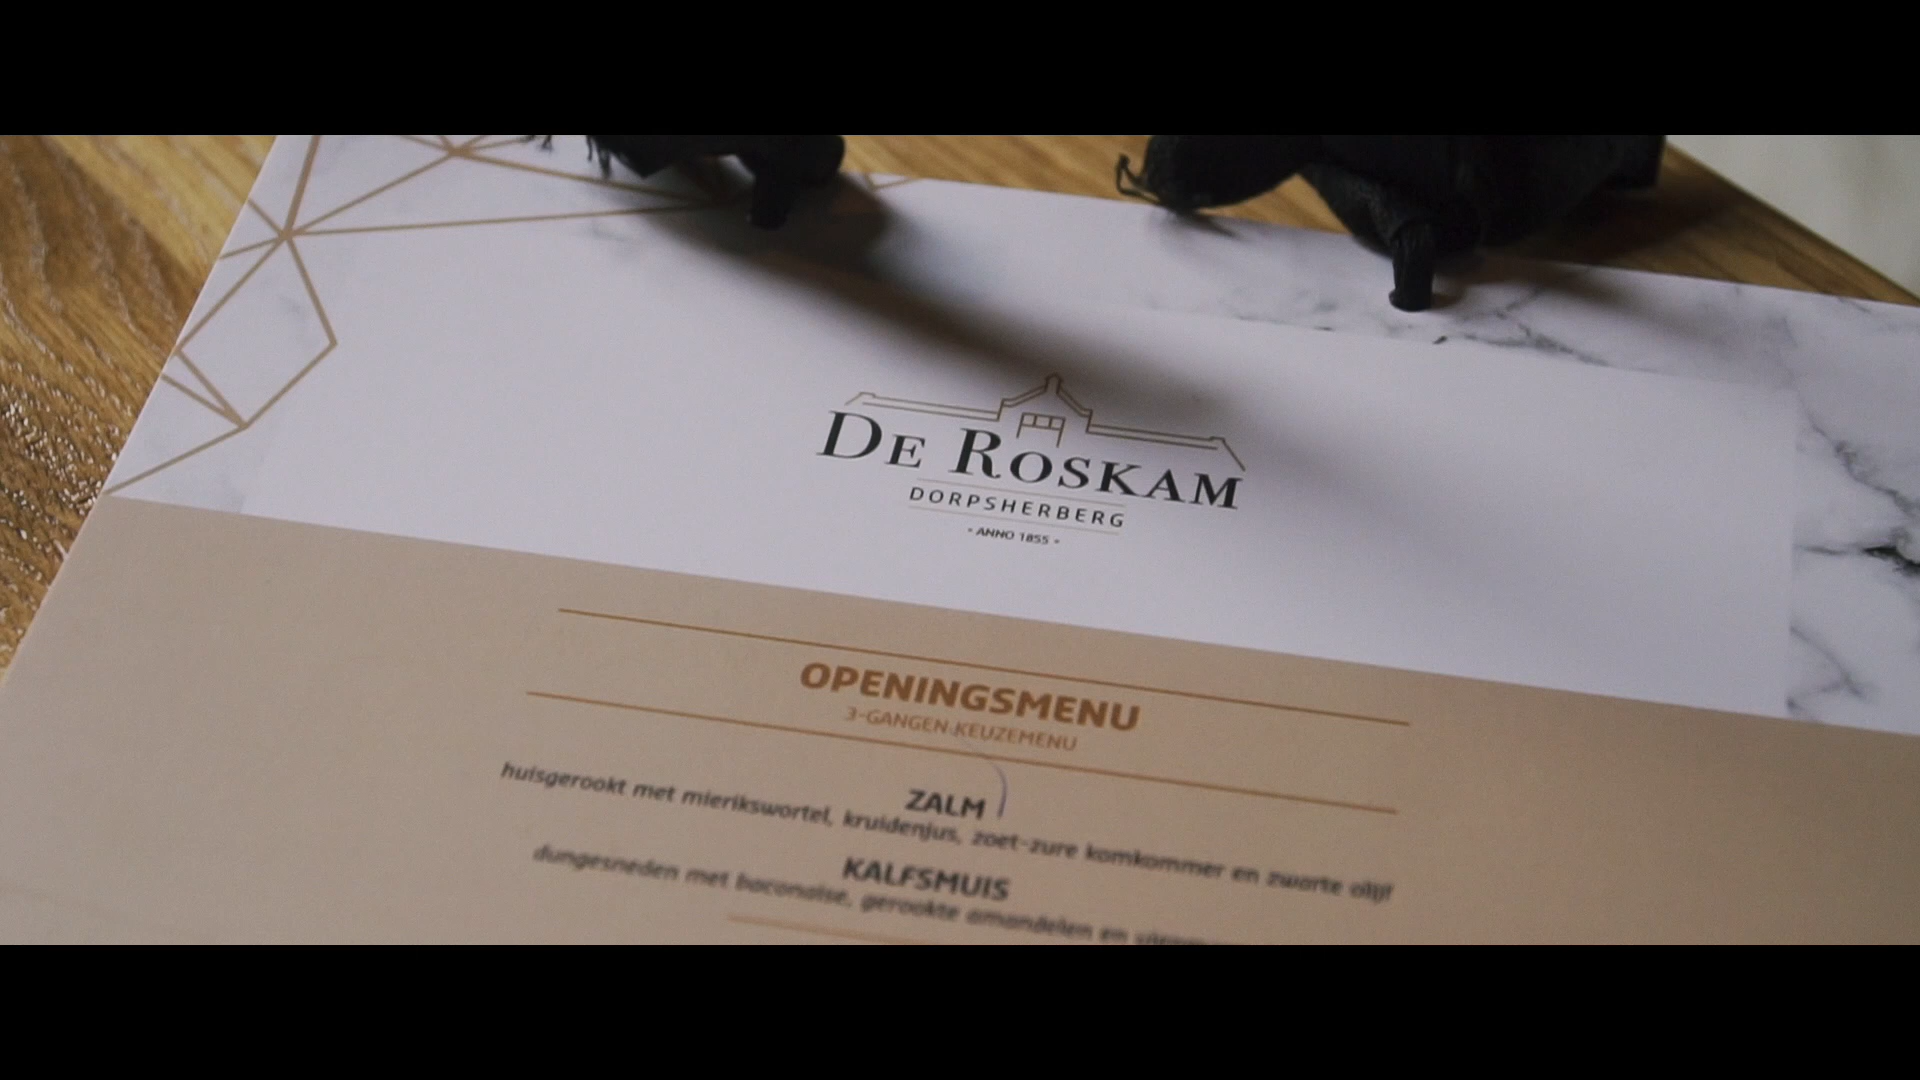 DE ROSKAM
DORPSHERBERG
- ANNO 1855 -
OPENINGSMENU
3-GANGEN KEUZEMENU
ZALM
huisgerookt met mierikswortel, kruidenjus, zoet-zure komkommer en zwarte olijf
KALFSMUIS
dungesneden met baconaise, gerookte amandelen en